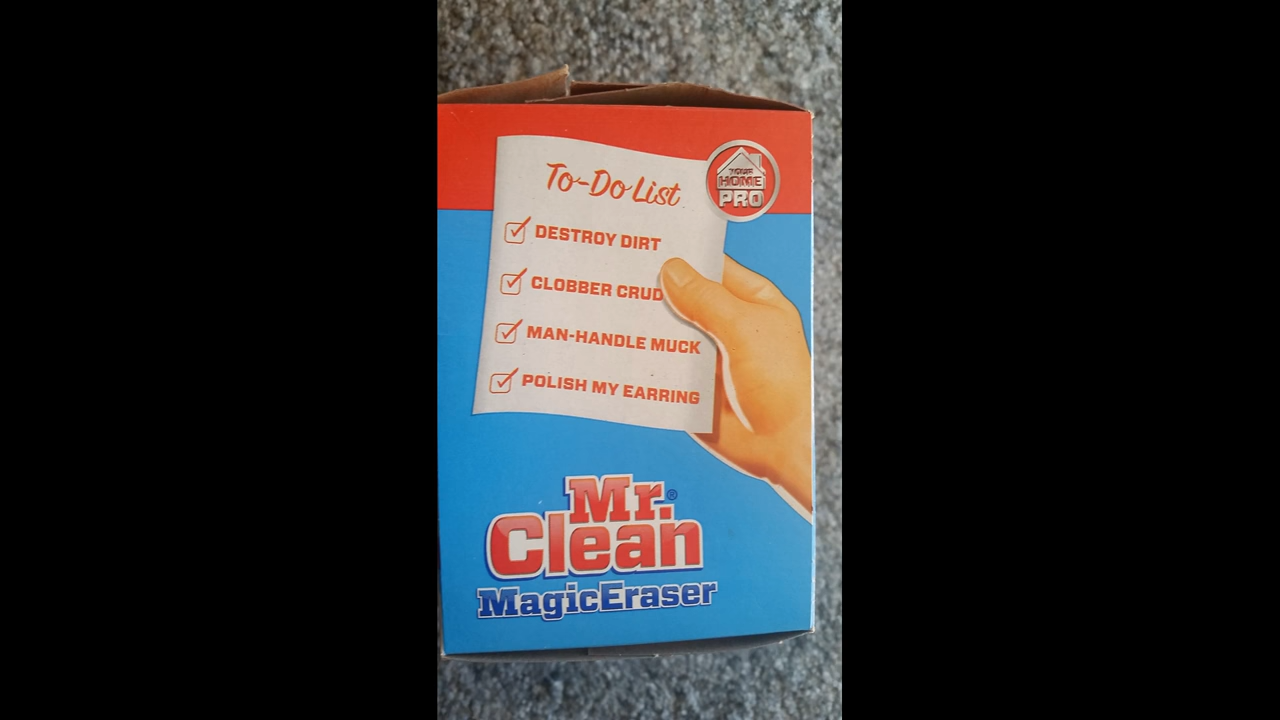 To-Do List
YOUR
HOME
PRO
DESTROY DIRT
CLOBBER CRUD
MAN-HANDLE MUCK
POLISH MY EARRING
Mr.®
Clean
MagicEraser